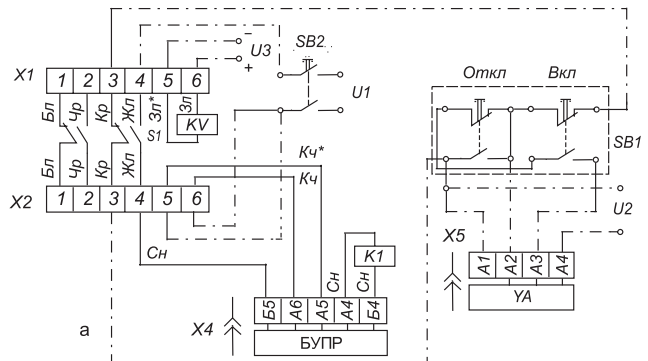 SB2
− U3
+
U1
X1 1 2 3 4 5 6
Откл Вкл
Бл Чр Кр Жл Зл* Зл
S1 KV
SB1
Бл Чр Кр Жл
Кч*
Кч
X2 1 2 3 4 5 6
U2
X5
Сн
A1 A2 A3 A4
YA
K1
Сн Сн
Б5 А6 А5 А4 Б4
X4
БУПР
а